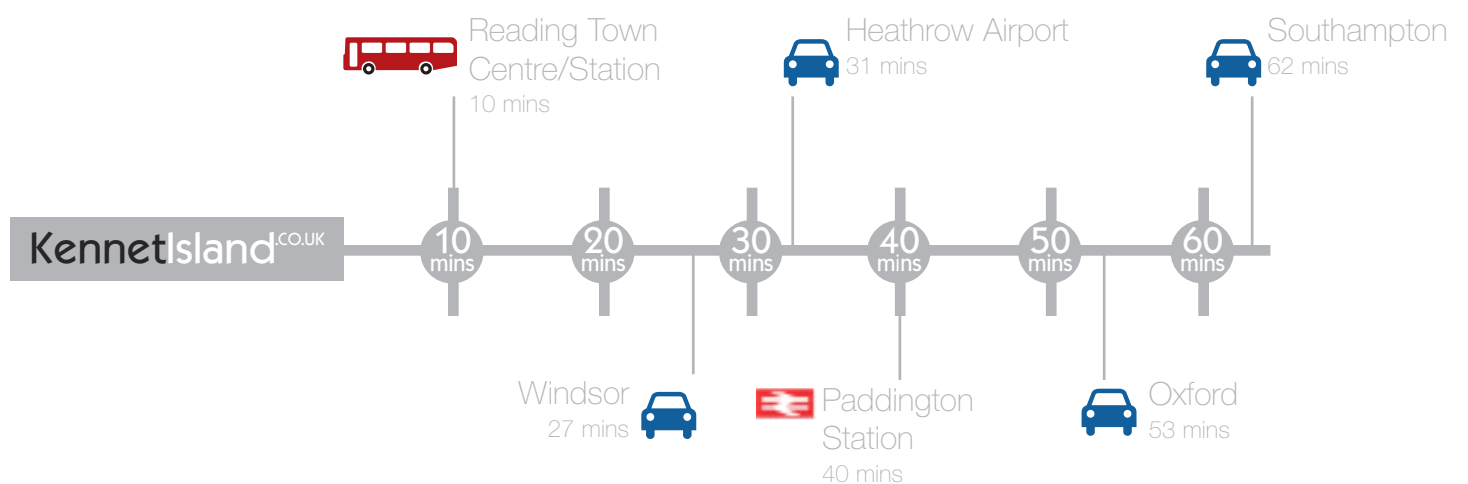 Reading Town
Centre/Station
10 mins
Heathrow Airport
31 mins
Southampton
62 mins
KennetIsland.CO.UK
10
mins
20
mins
30
mins
40
mins
50
mins
60
mins
Windsor
27 mins
Paddington
Station
40 mins
Oxford
53 mins